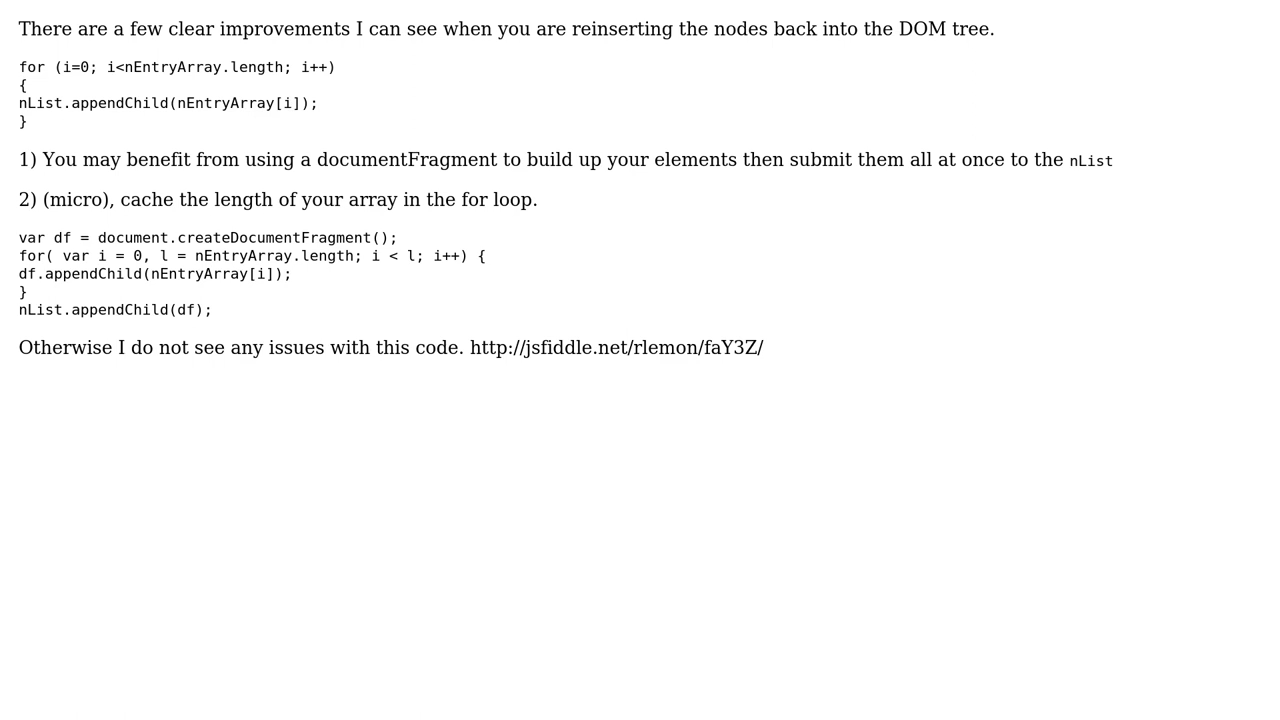 There are a few clear improvements I can see when you are reinserting the nodes back into the DOM tree.
for (i=0; i<nEntryArray.length; i++)
{
nList.appendChild(nEntryArray[i]);
}
1) You may benefit from using a documentFragment to build up your elements then submit them all at once to the nList
2) (micro), cache the length of your array in the for loop.
var df = document.createDocumentFragment();
for( var i = 0, l = nEntryArray.length; i < l; i++) {
df.appendChild(nEntryArray[i]);
}
nList.appendChild(df);
Otherwise I do not see any issues with this code. http://jsfiddle.net/rlemon/faY3Z/